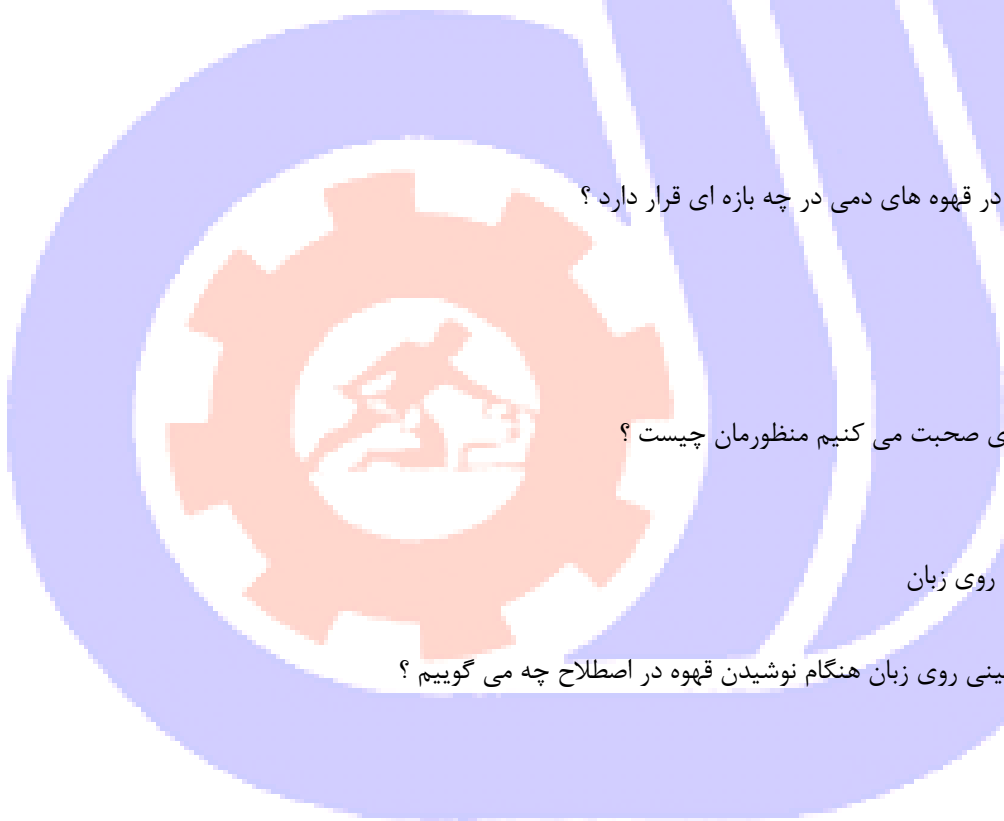 در قهوه های دمی در چه بازه ای قرار دارد ؟
صحبت می کنیم منظورمان چیست ؟
روی زبان
روی زبان هنگام نوشیدن قهوه در اصطلاح چه می گوییم ؟